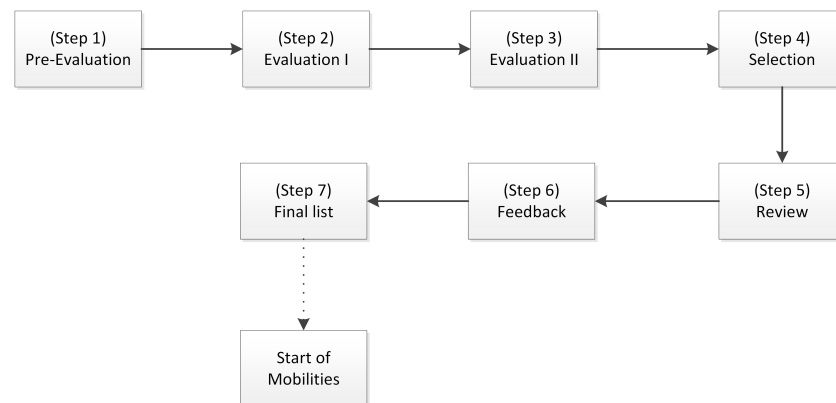 (Step 1)
Pre-Evaluation
(Step 2)
Evaluation I
(Step 3)
Evaluation II
(Step 4)
Selection
(Step 5)
Review
(Step 6)
Feedback
(Step 7)
Final list
Start of
Mobilities